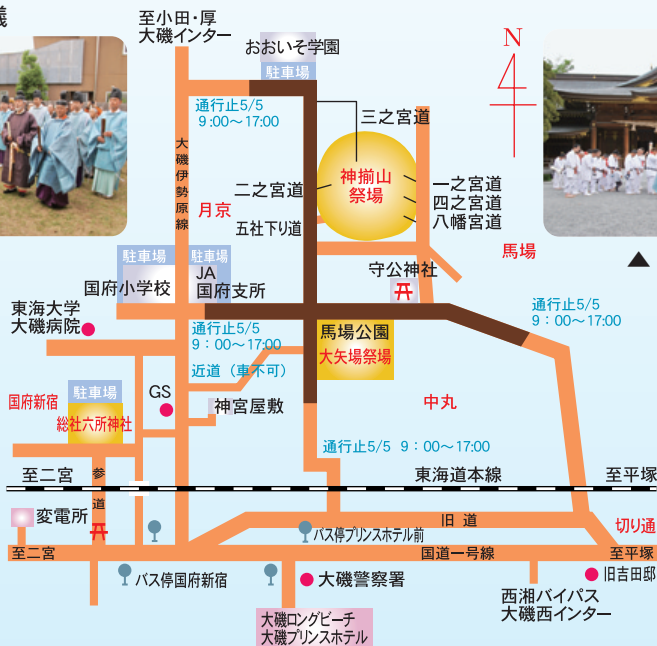 議
至小田・厚
大磯インター
おおいそ学園
駐車場
N
通行止5/5
9:00〜17:00
三之宮道
大磯伊勢原線
神揃山
祭場
二之宮道
一之宮道
四之宮道
八幡宮道
月京
五社下り道
馬場
駐車場
駐車場
JA
国府支所
国府小学校
守公神社
東海大学
大磯病院
通行止5/5
9：00〜17:00
通行止5/5
9：00〜17:00
馬場公園
大矢場祭場
近道（車不可）
駐車場
GS
国府新宿
総社六所神社
神宮屋敷
中丸
通行止5/5 9：00〜17:00
至二宮
参道
東海道本線
至平塚
変電所
旧道
切り通
バス停プリンスホテル前
至二宮
国道一号線
至平塚
バス停国府新宿
大磯警察署
旧吉田邸
西湘バイパス
大磯西インター
大磯ロングビーチ
大磯プリンスホテル